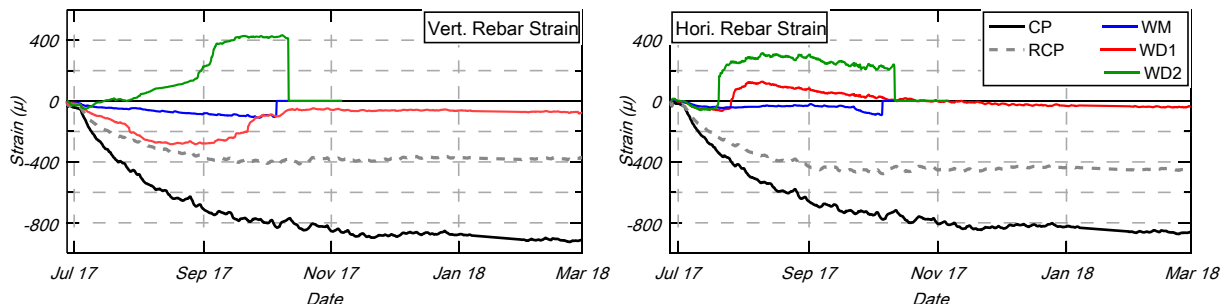 Vert. Rebar Strain
400
0
-400
-800
Strain (μ)
Jul 17
Sep 17
Nov 17
Jan 18
Mar 18
Date
Hori. Rebar Strain
CP
RCP
WM
WD1
WD2
400
0
-400
-800
Strain (μ)
Jul 17
Sep 17
Nov 17
Jan 18
Mar 18
Date